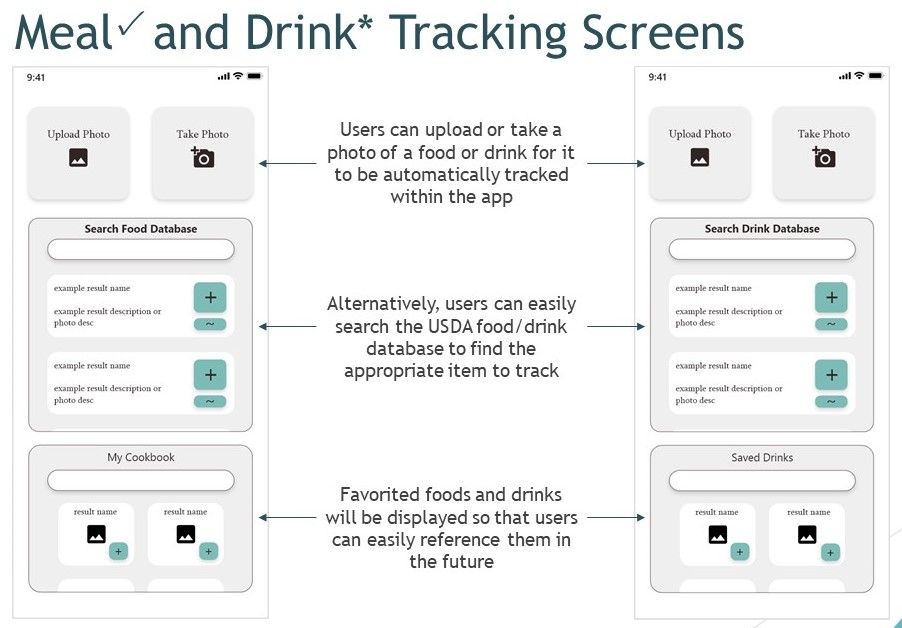 Meal✓ and Drink* Tracking Screens
9:41
Upload Photo
Take Photo
Search Food Database
example result name
+
example result description or
photo desc
~
example result name
+
example result description or
photo desc
~
My Cookbook
result name
result name
+
+
Users can upload or take a
photo of a food or drink for it
to be automatically tracked
within the app
Alternatively, users can easily
search the USDA food/drink
database to find the
appropriate item to track
Favorited foods and drinks
will be displayed so that users
can easily reference them in
the future
9:41
Upload Photo
Take Photo
Search Drink Database
example result name
+
example result description or
photo desc
~
example result name
+
example result description or
photo desc
~
Saved Drinks
result name
result name
+
+